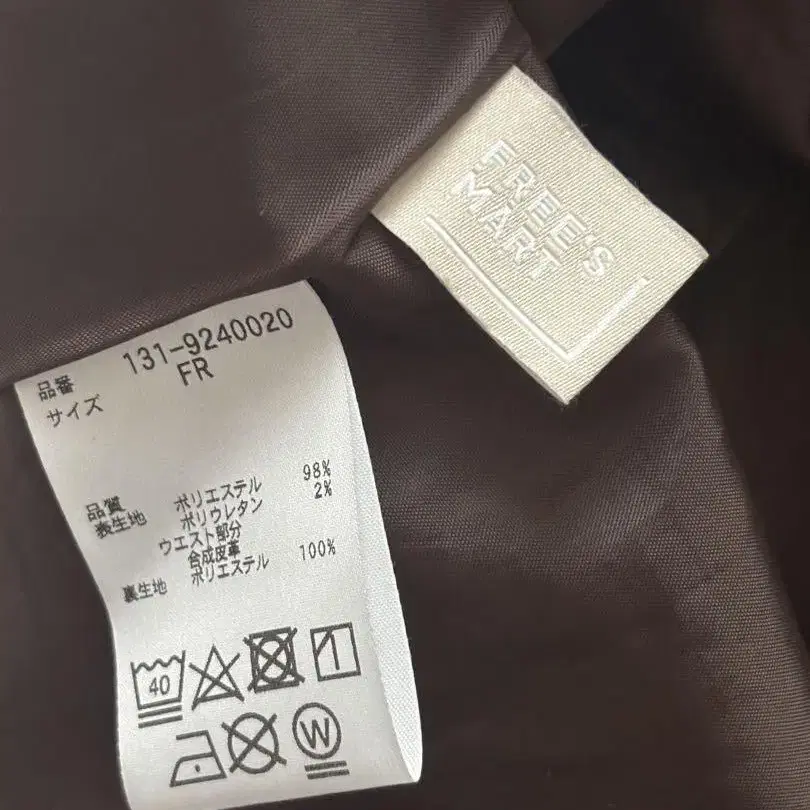 FREE'S
MART
品番 131-9240020
サイズ FR
品質
表生地 ポリエステル 98%
ポリウレタン 2%
ウエスト部分
合成皮革
裏生地 ポリエステル 100%
40
W